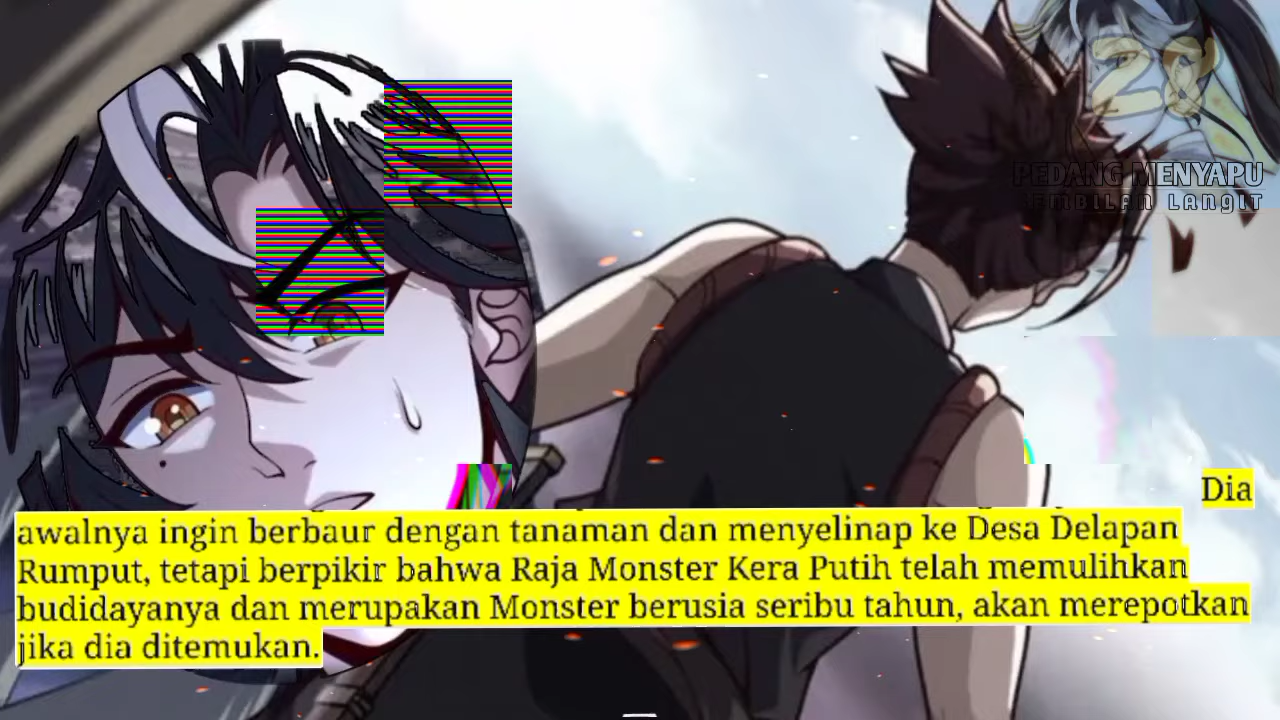 28
PEDANG MENYAPU
SEMBILAN LANGIT
Dia
awalnya ingin berbaur dengan tanaman dan menyelinap ke Desa Delapan
Rumput, tetapi berpikir bahwa Raja Monster Kera Putih telah memulihkan
budidayanya dan merupakan Monster berusia seribu tahun, akan merepotkan
jika dia ditemukan.